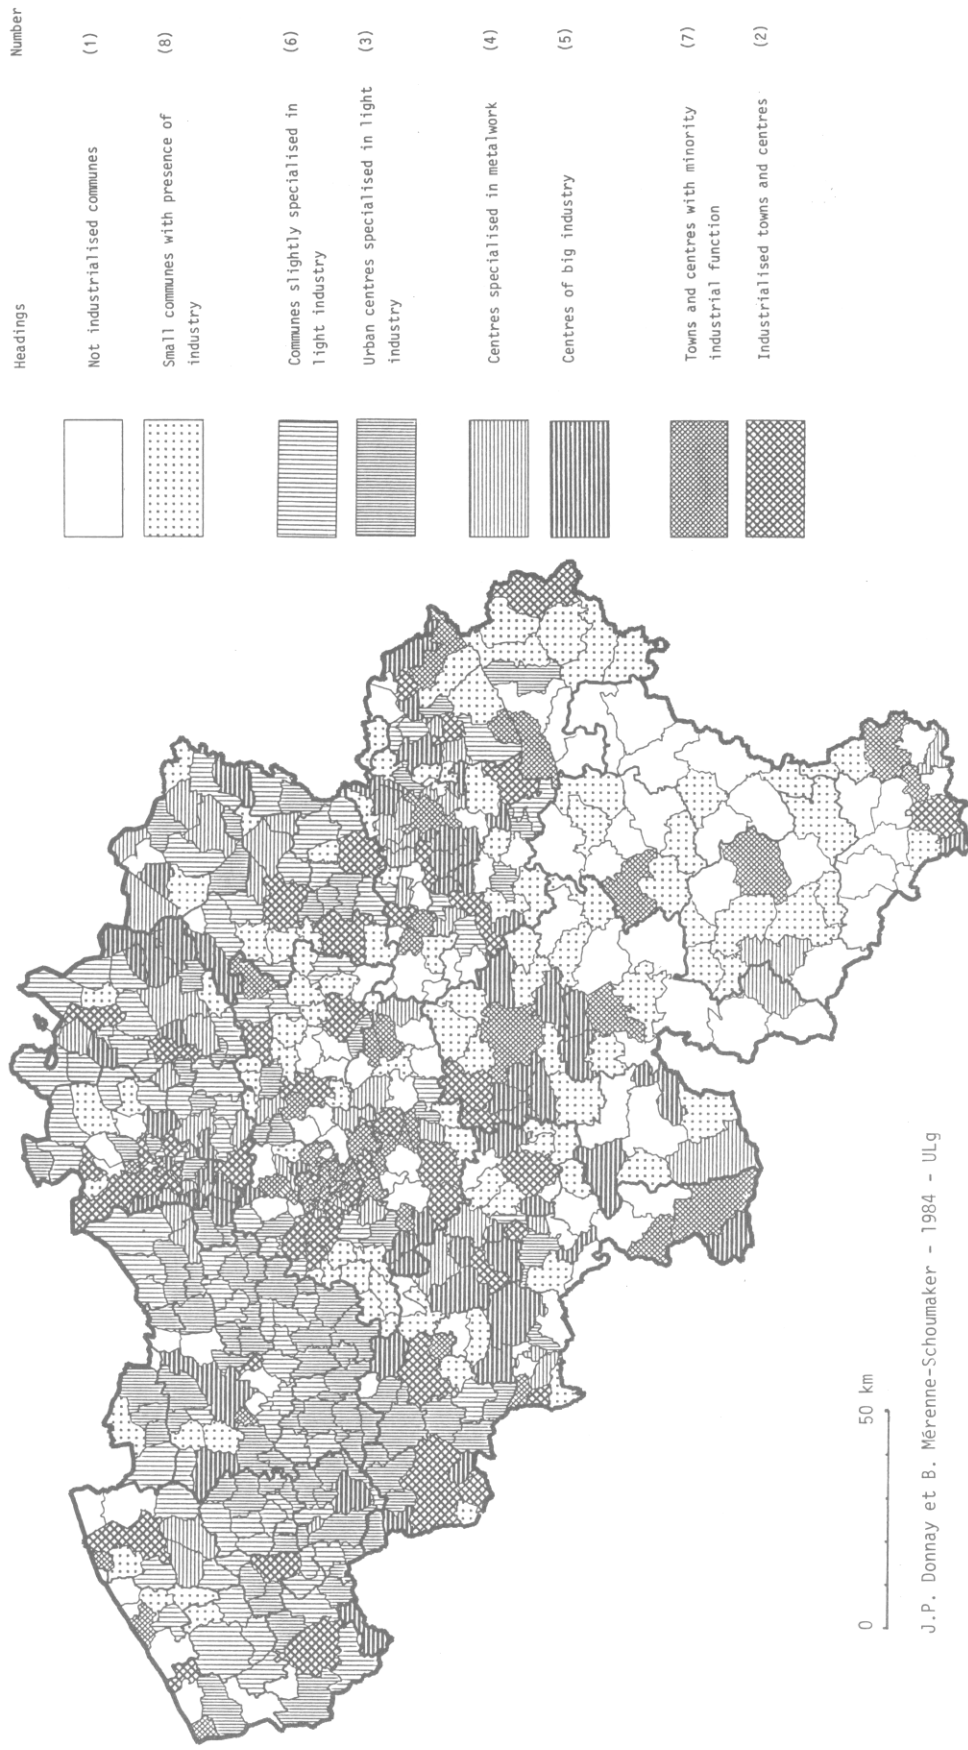 Headings Number
Not industrialised communes (1)
Small communes with presence of (8)
industry
Communes slightly specialised in (6)
light industry
Urban centres specialised in light (3)
industry
Centres specialised in metalwork (4)
Centres of big industry (5)
Towns and centres with minority (7)
industrial function
Industrialised towns and centres (2)
0 50 km
J.P. Donnay et B. Mérenne-Schoumaker - 1984 - ULg